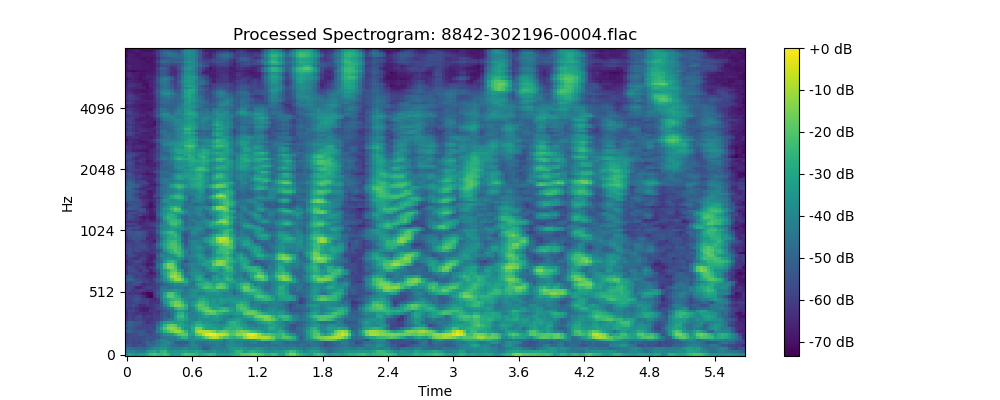 Processed Spectrogram: 8842-302196-0004.flac
+0 dB
4096
-10 dB
-20 dB
2048
-30 dB
Hz
1024
-40 dB
-50 dB
512
-60 dB
-70 dB
0
0 0.6 1.2 1.8 2.4 3 3.6 4.2 4.8 5.4
Time